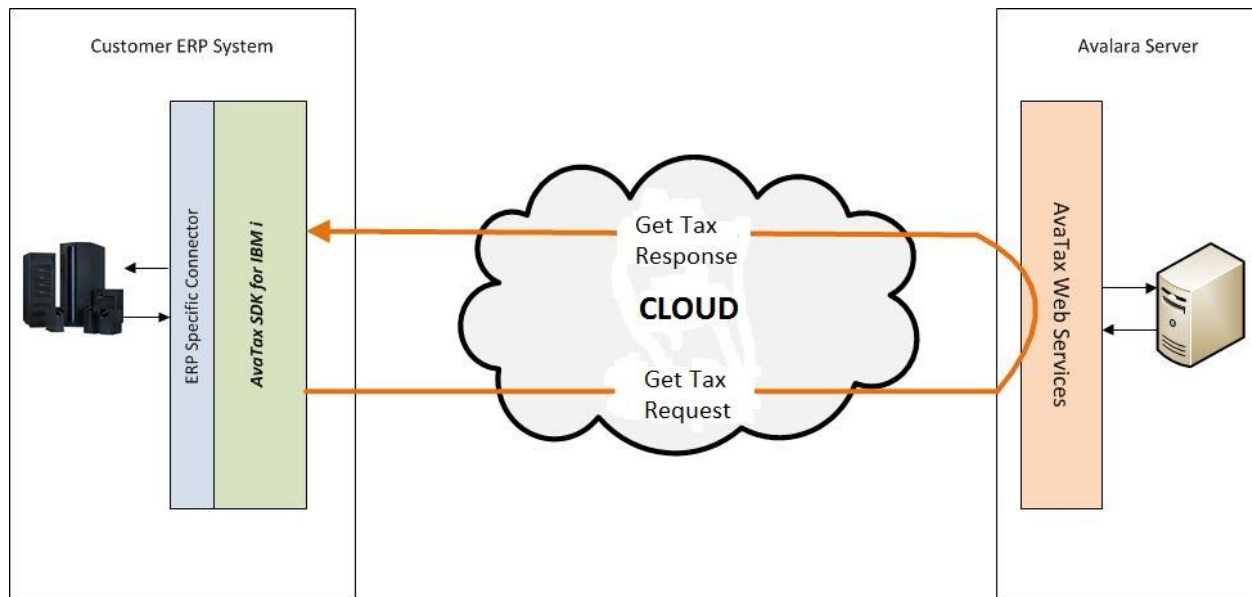 Customer ERP System
Avalara Server
ERP Specific Connector
AvaTax SDK for IBM i
Get Tax
Response
CLOUD
Get Tax
Request
AvaTax Web Services